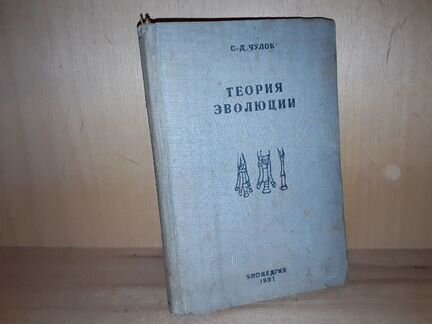 С. Д. ЧУЛОК
ТЕОРИЯ
ЭВОЛЮЦИИ
БИОМЕДГИЗ
1937